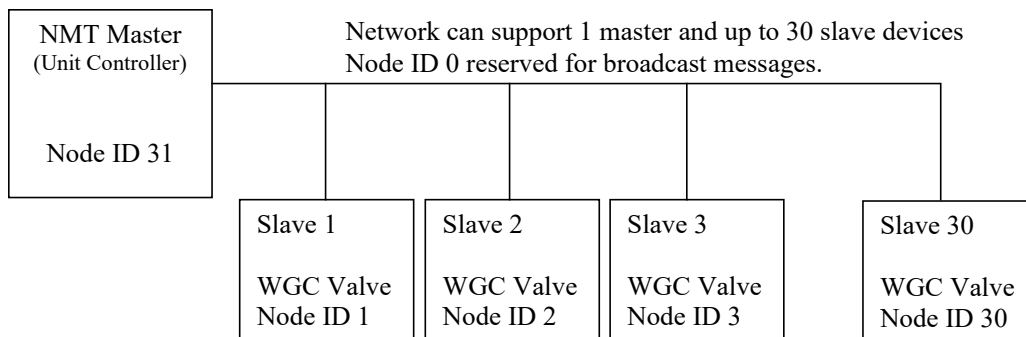 NMT Master
(Unit Controller)
Node ID 31
Network can support 1 master and up to 30 slave devices
Node ID 0 reserved for broadcast messages.
Slave 1
WGC Valve
Node ID 1
Slave 2
WGC Valve
Node ID 2
Slave 3
WGC Valve
Node ID 3
Slave 30
WGC Valve
Node ID 30